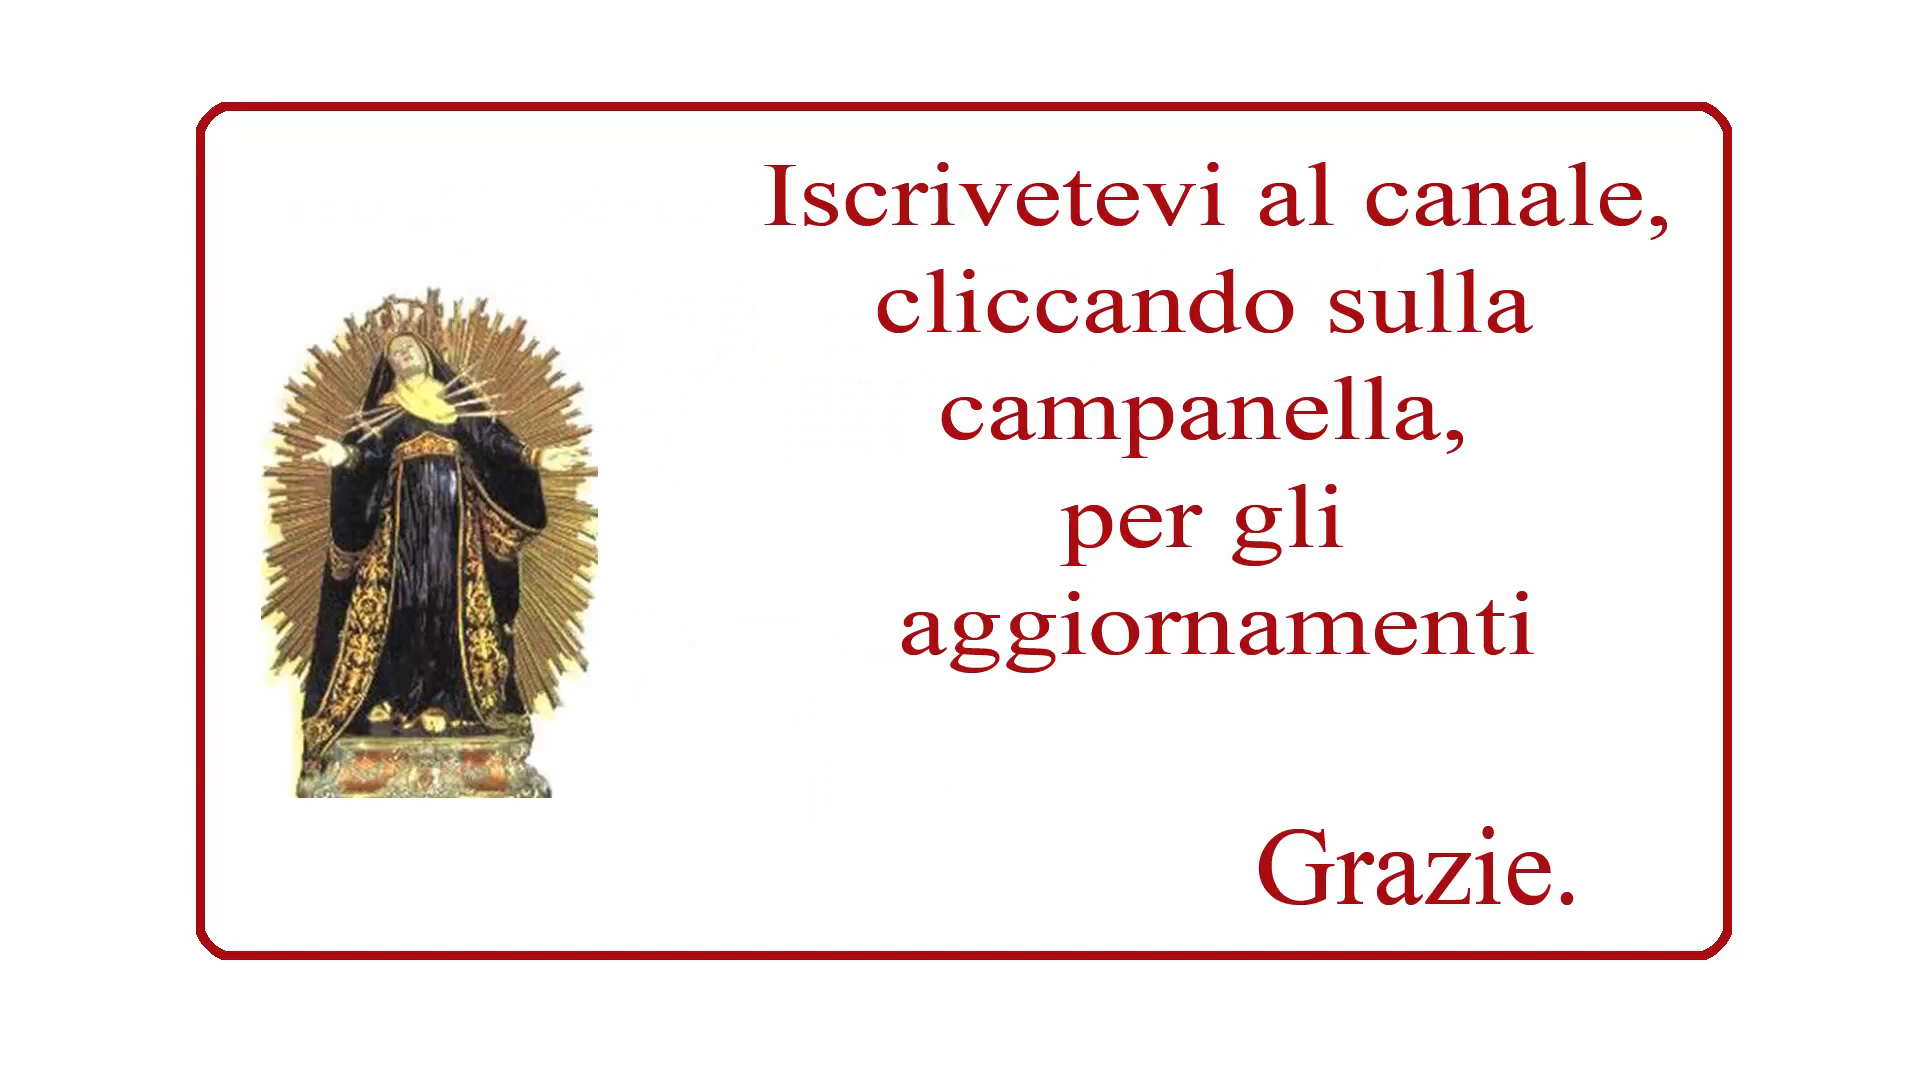 Iscrivetevi al canale,
cliccando sulla
campanella,
per gli
aggiornamenti
Grazie.